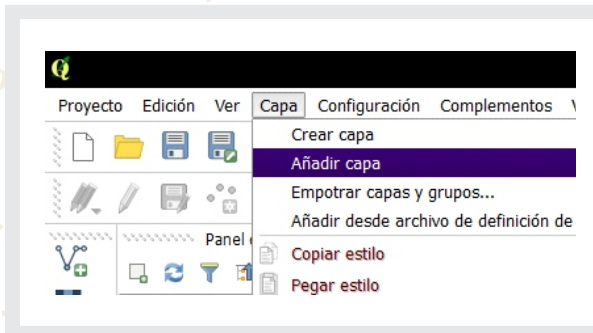 Proyecto Edición Ver Capa Configuración Complementos
Crear capa
Añadir capa
Empotrar capas y grupos...
Añadir desde archivo de definición de
Panel
Copiar estilo
Pegar estilo